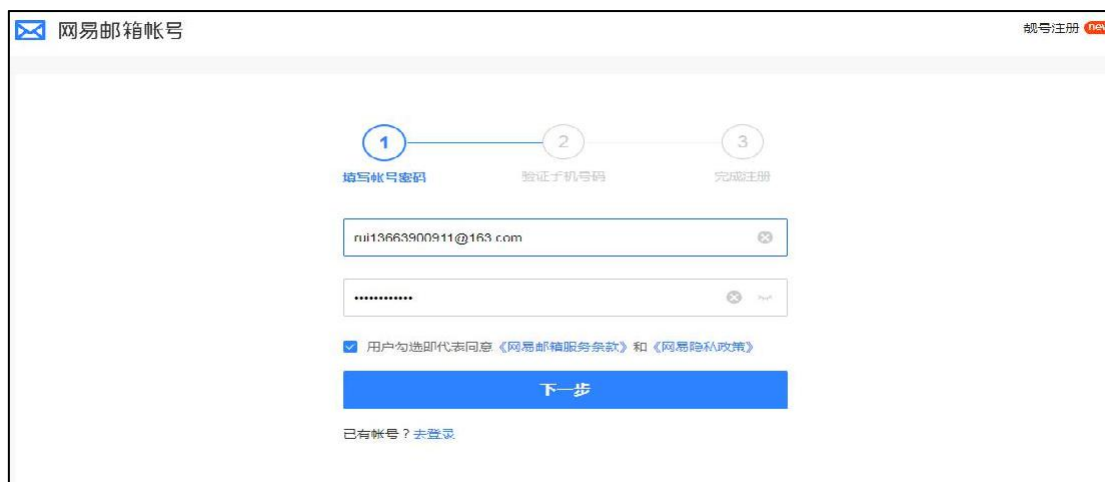 网易邮箱帐号
靓号注册 new
1 2 3
填写帐号密码 验证手机号码 完成注册
rui13663900911@163.com
••••••••••••
用户勾选即代表同意《网易邮箱服务条款》和《网易隐私政策》
下一步
已有帐号？去登录